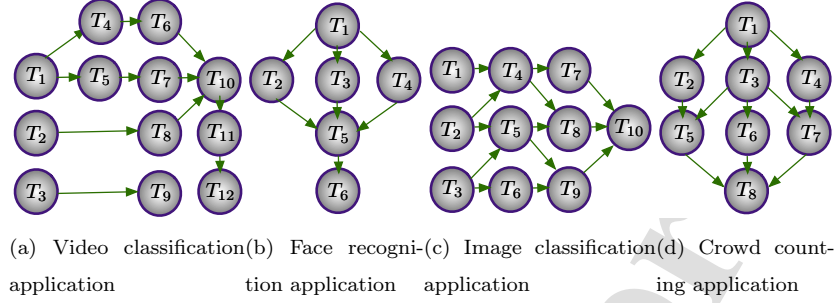 T4 T6 T1 T5 T7 T10 T2 T8 T11 T3 T9 T12
T1 T2 T3 T4 T5 T6
T1 T4 T7 T2 T5 T8 T10 T3 T6 T9
T1 T2 T3 T4 T5 T6 T7 T8
(a) Video classification
application
(b) Face recogni-
tion application
(c) Image classification
application
(d) Crowd count-
ing application